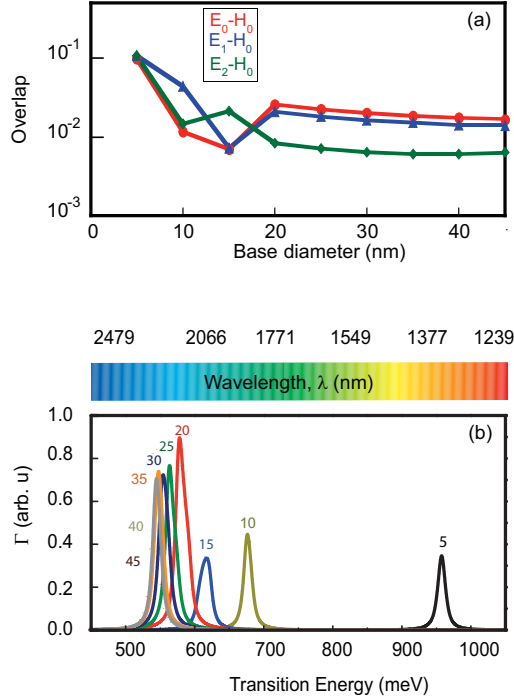 (a)
E₀-H₀
E₁-H₀
E₂-H₀
Overlap
10⁻¹
10⁻²
10⁻³
0 10 20 30 40
Base diameter (nm)
2479 2066 1771 1549 1377 1239
Wavelength, λ (nm)
(b)
Γ (arb. u)
1.0
0.8
0.6
0.4
0.2
0.0
20
25
30
35
40
45
15
10
5
500 600 700 800 900 1000
Transition Energy (meV)